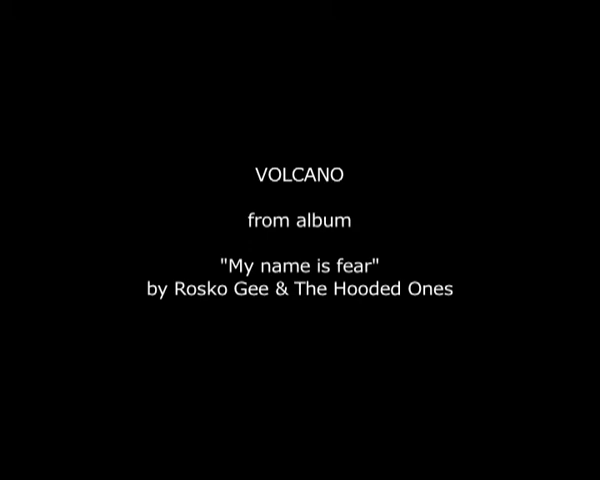 VOLCANO
from album
"My name is fear"
by Rosko Gee & The Hooded Ones